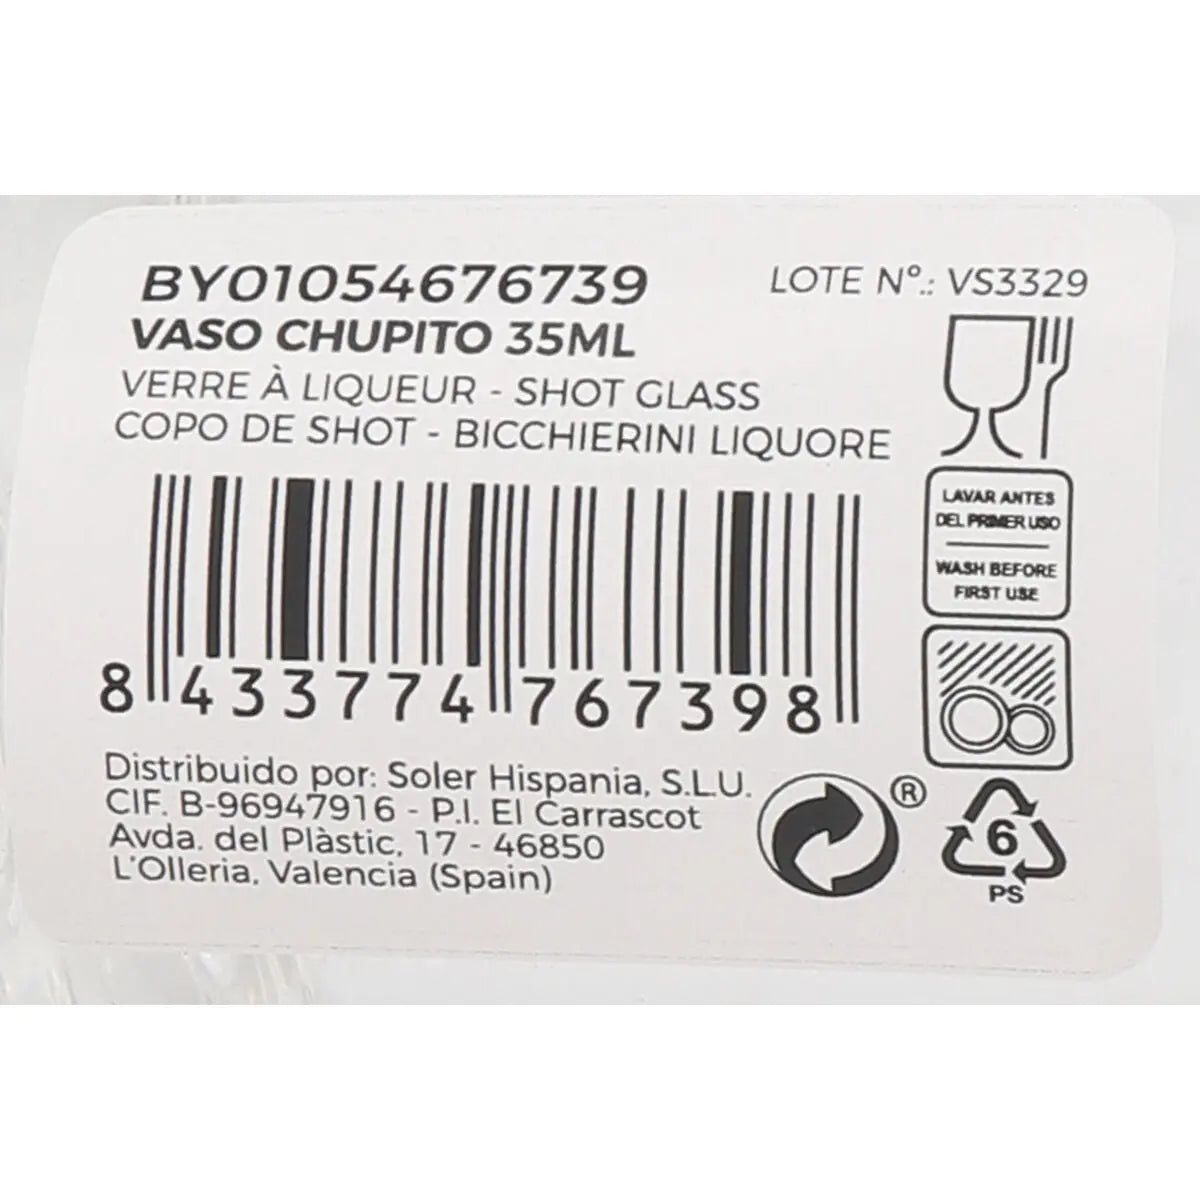 BY01054676739
LOTE Nº.: VS3329
VASO CHUPITO 35ML
VERRE À LIQUEUR - SHOT GLASS
COPO DE SHOT - BICCHIERINI LIQUORE
LAVAR ANTES
DEL PRIMER USO
WASH BEFORE
FIRST USE
8 433774 767398
Distribuido por: Soler Hispania, S.L.U.
CIF. B-96947916 - P.I. El Carrascot
Avda. del Plàstic, 17 - 46850
L'Olleria, Valencia (Spain)
®
6
PS